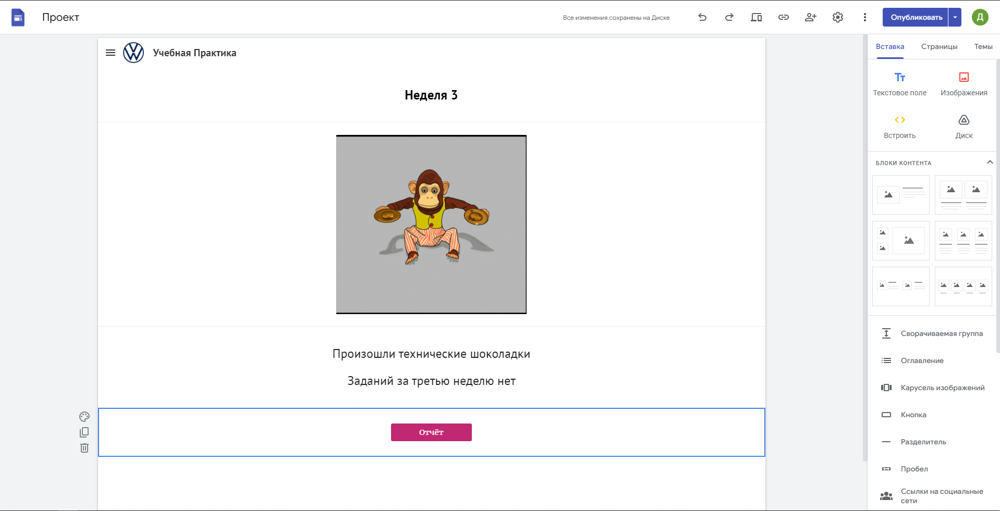 Проект
Все изменения сохранены на Диске
Опубликовать
Д
Учебная Практика
Неделя 3
Произошли технические шоколадки
Заданий за третью неделю нет
Отчёт
Вставка
Страницы
Темы
Текстовое поле
Изображения
Встроить
Диск
БЛОКИ КОНТЕНТА
Сворачиваемая группа
Оглавление
Карусель изображений
Кнопка
Разделитель
Пробел
Ссылки на социальные
сети